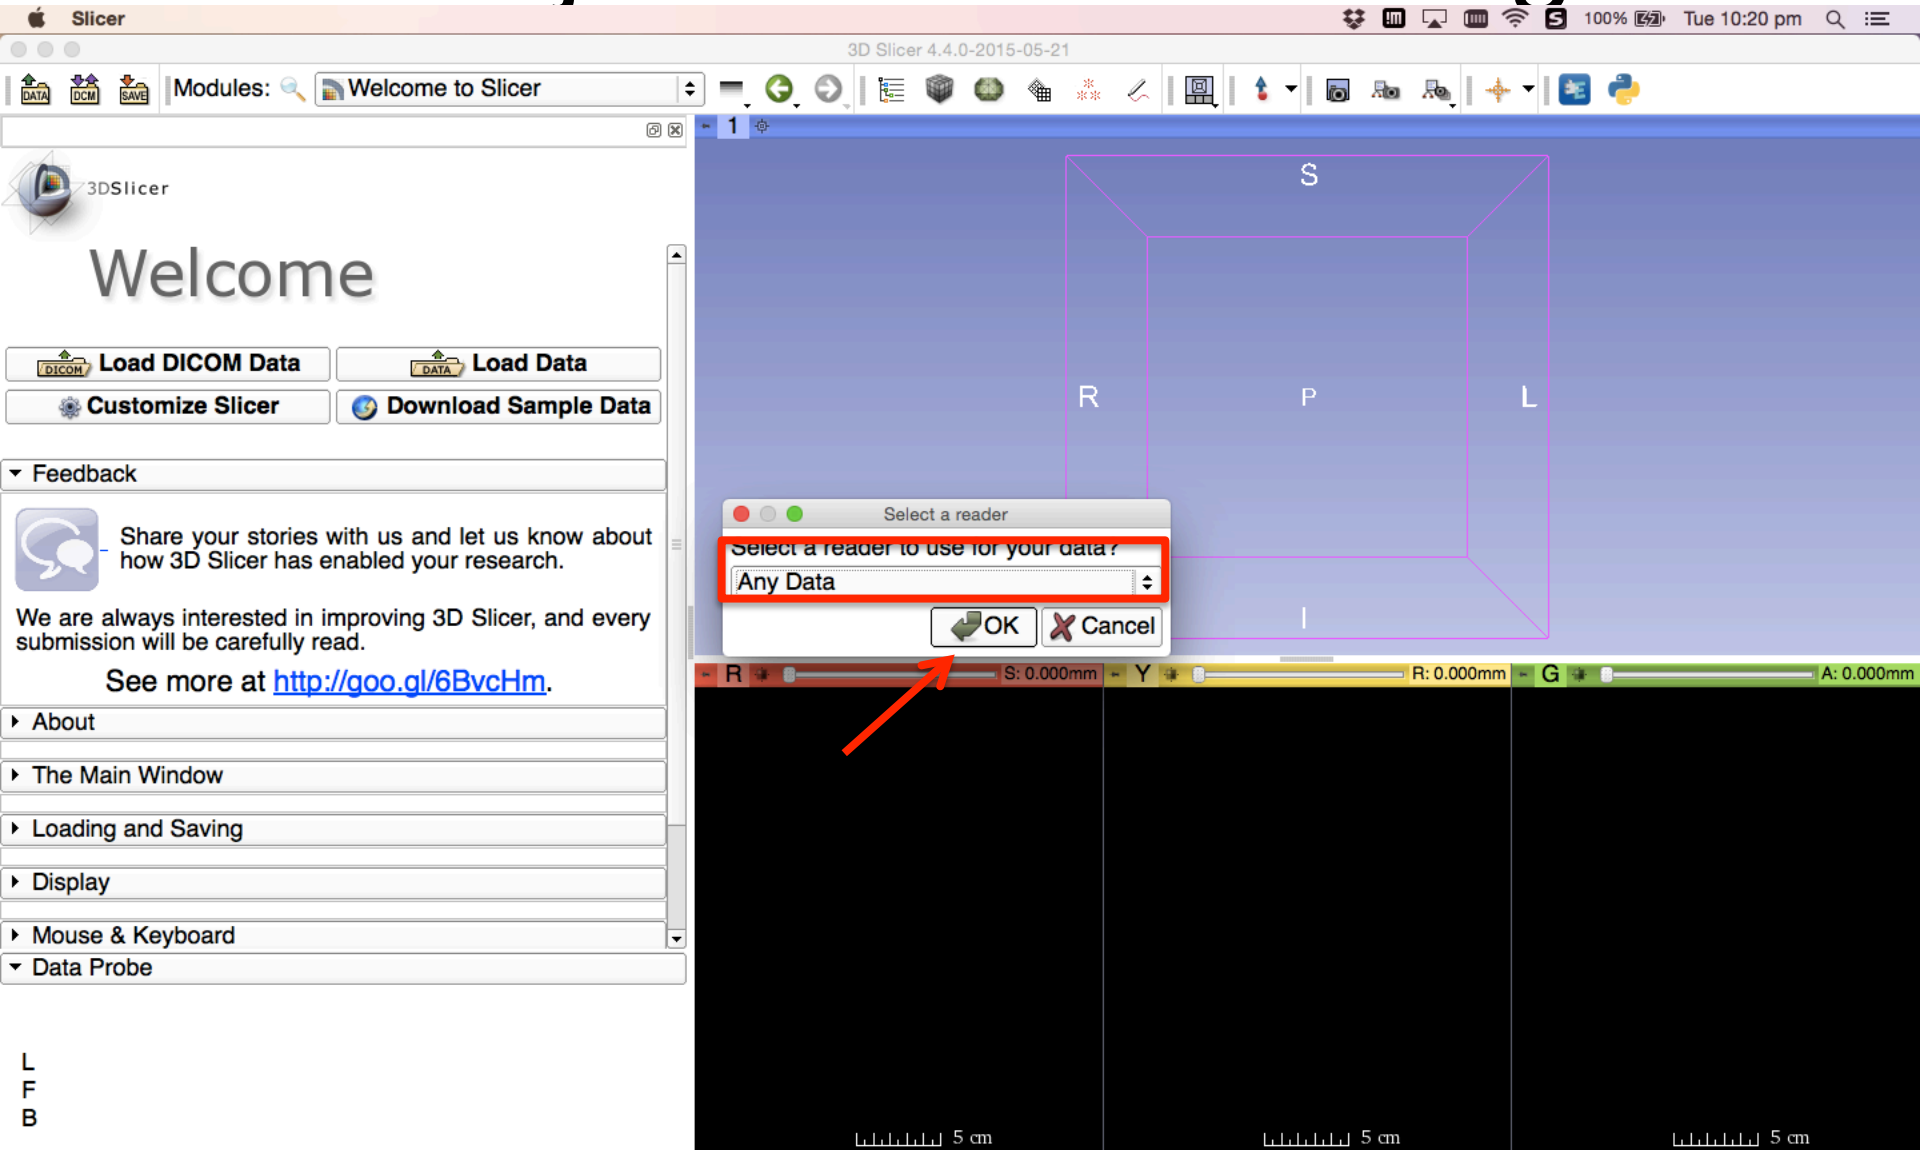 Slicer
100%
Tue 10:20 pm
3D Slicer 4.4.0-2015-05-21
DATA
DCM
SAVE
Modules:
Welcome to Slicer
1
3DSlicer
Welcome
DICOM Load DICOM Data
DATA Load Data
Customize Slicer
Download Sample Data
Feedback
Share your stories with us and let us know about
how 3D Slicer has enabled your research.
We are always interested in improving 3D Slicer, and every
submission will be carefully read.
See more at http://goo.gl/6BvcHm.
About
The Main Window
Loading and Saving
Display
Mouse & Keyboard
Data Probe
L
F
B
S
R
P
L
I
Select a reader
Select a reader to use for your data?
Any Data
OK
Cancel
R
S: 0.000mm
Y
R: 0.000mm
G
A: 0.000mm
5 cm
5 cm
5 cm